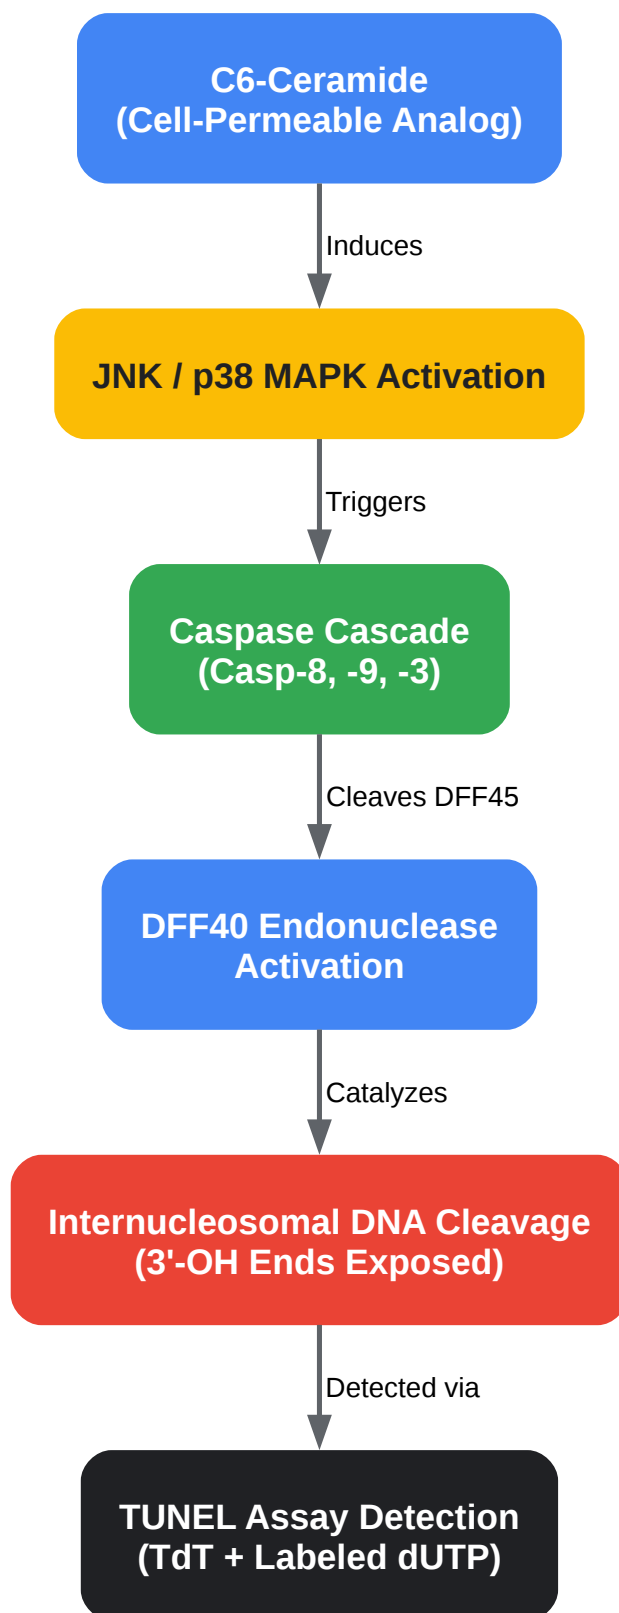 C6-Ceramide
(Cell-Permeable Analog)
Induces
JNK / p38 MAPK Activation
Triggers
Caspase Cascade
(Casp-8, -9, -3)
Cleaves DFF45
DFF40 Endonuclease
Activation
Catalyzes
Internucleosomal DNA Cleavage
(3'-OH Ends Exposed)
Detected via
TUNEL Assay Detection
(TdT + Labeled dUTP)